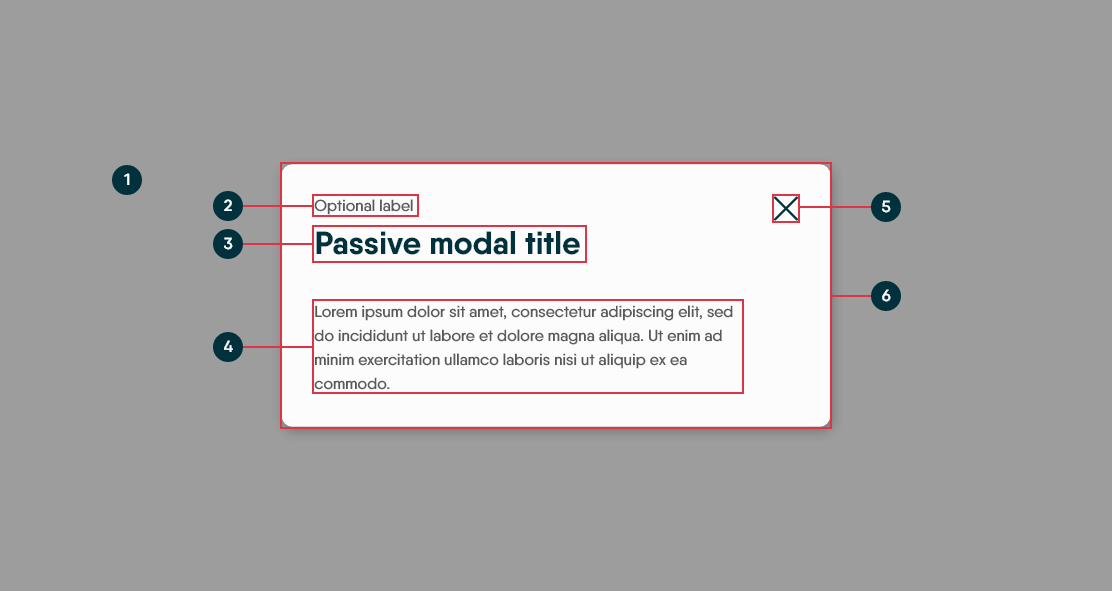 1
2
Optional label
5
3
Passive modal title
6
4
Lorem ipsum dolor sit amet, consectetur adipiscing elit, sed
do incididunt ut labore et dolore magna aliqua. Ut enim ad
minim exercitation ullamco laboris nisi ut aliquip ex ea
commodo.